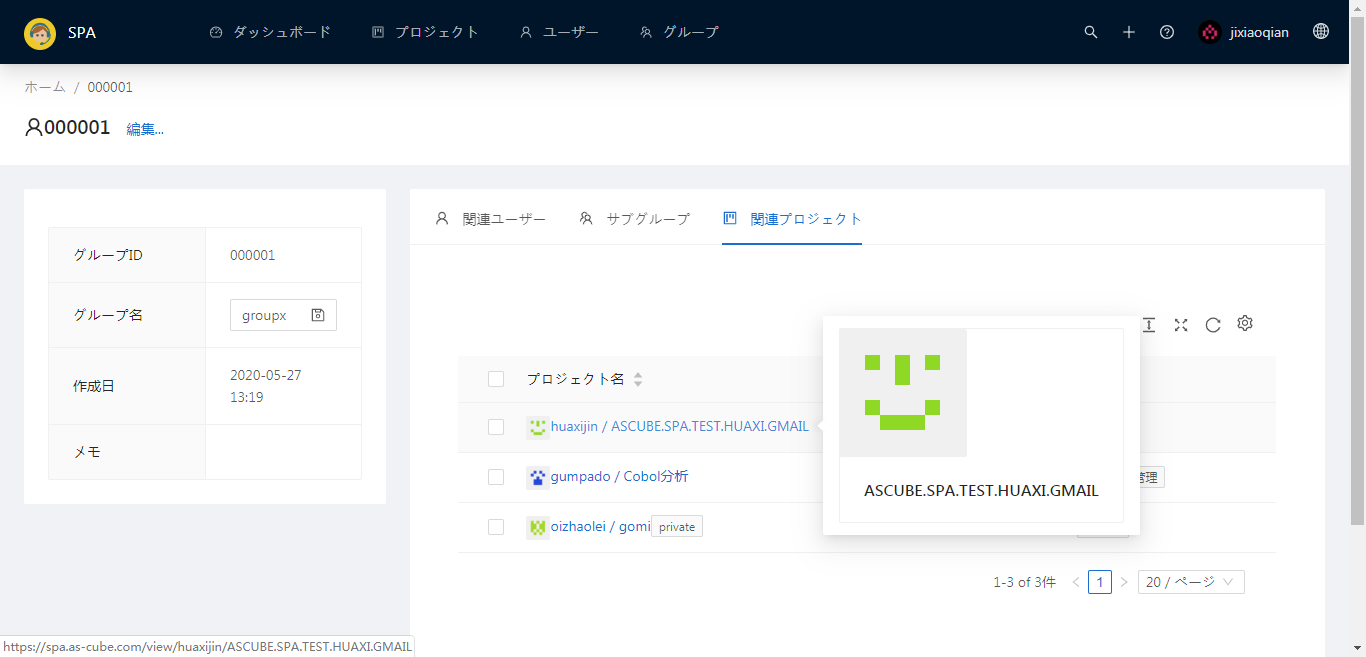 SPA ダッシュボード プロジェクト ユーザー グループ jixiaoqian
ホーム / 000001
000001 編集...
関連ユーザー サブグループ 関連プロジェクト
グループID 000001
グループ名 groupx
作成日 2020-05-27 13:19
メモ
プロジェクト名
huaxijin / ASCUBE.SPA.TEST.HUAXI.GMAIL
gumpado / Cobol分析
管理
oizhaolei / gomi private
ASCUBE.SPA.TEST.HUAXI.GMAIL
1-3 of 3件 < 1 > 20 / ページ
https://spa.as-cube.com/view/huaxijin/ASCUBE.SPA.TEST.HUAXI.GMAIL